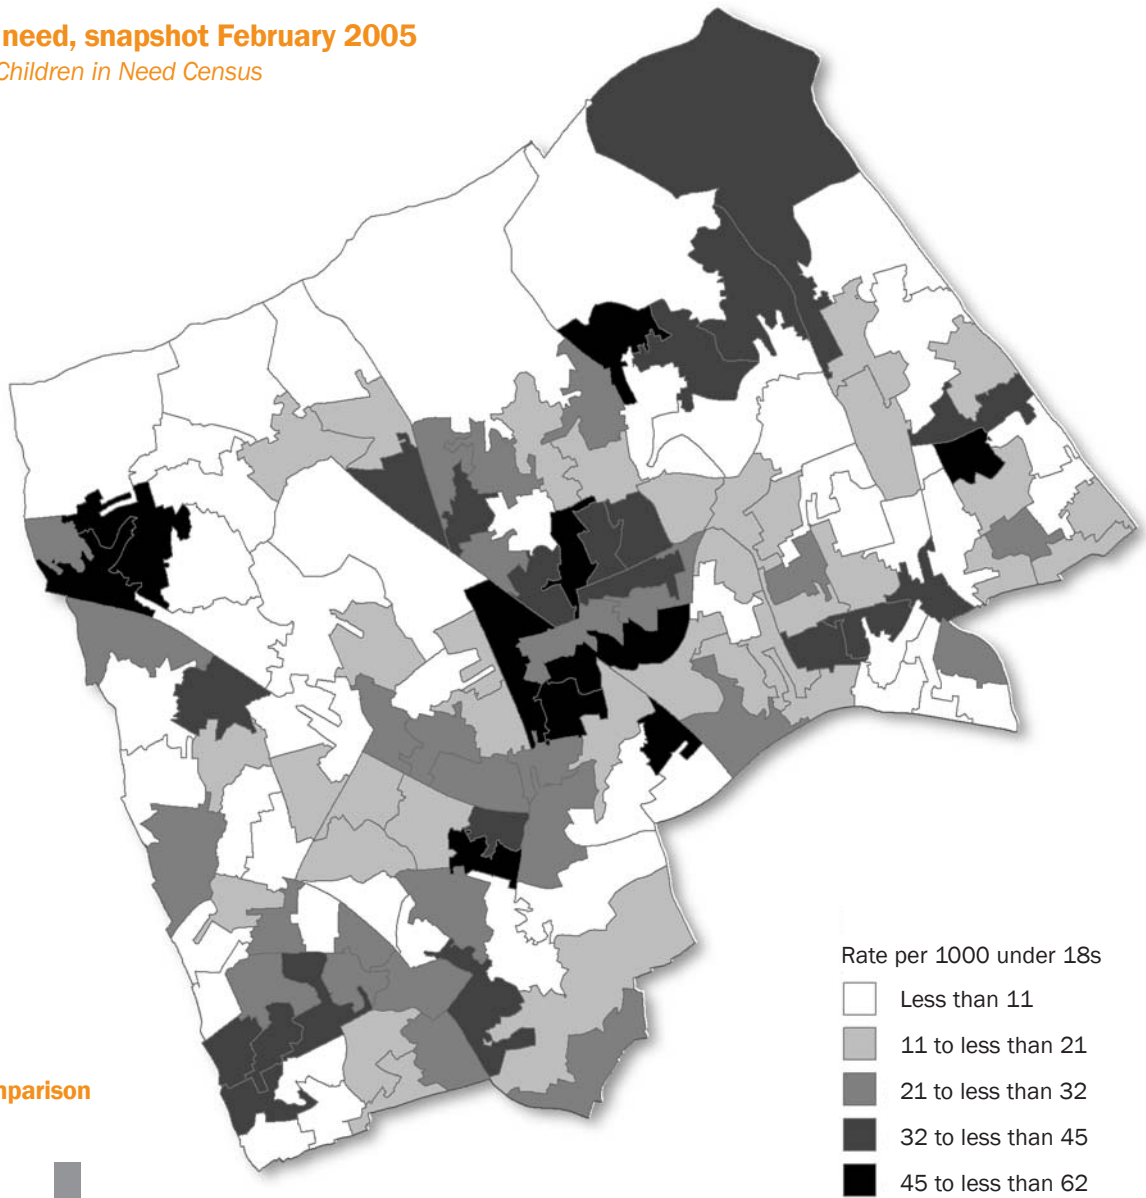 need, snapshot February 2005
Children in Need Census
Rate per 1000 under 18s
Less than 11
11 to less than 21
21 to less than 32
32 to less than 45
45 to less than 62